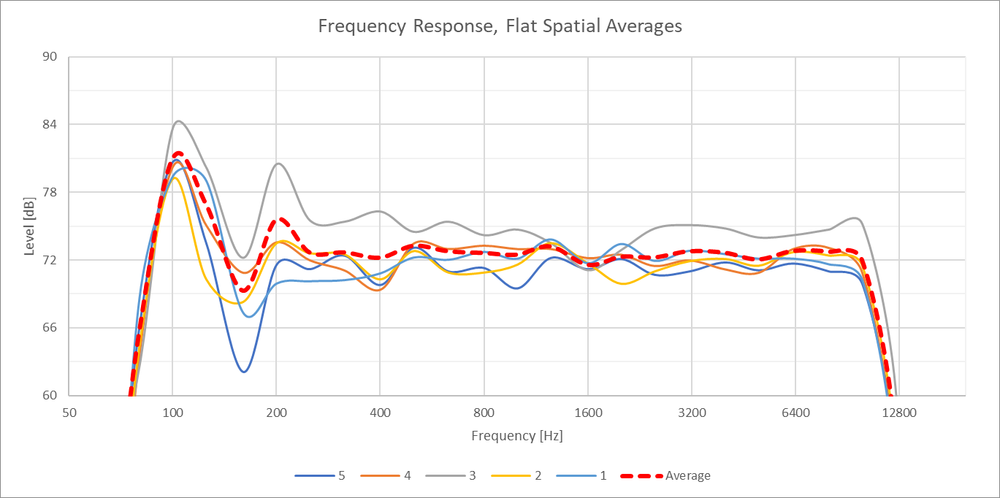 Frequency Response, Flat Spatial Averages
90
84
78
72
66
60
Level [dB]
50 100 200 400 800 1600 3200 6400 12800
Frequency [Hz]
5 4 3 2 1 Average